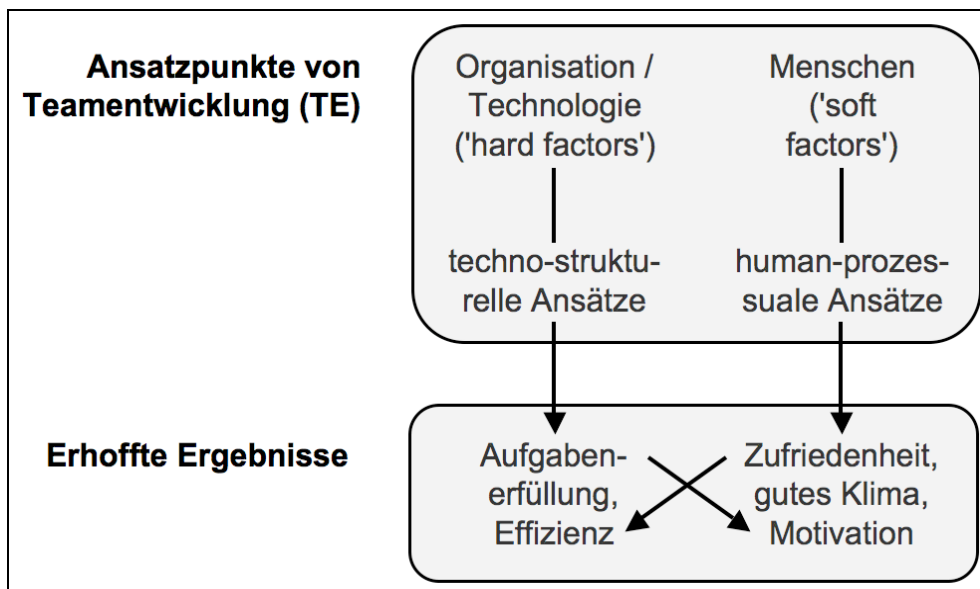 Ansatzpunkte von
Teamentwicklung (TE)
Organisation /
Technologie
('hard factors')
Menschen
('soft
factors')
techno-struktu-
relle Ansätze
human-prozes-
suale Ansätze
Erhoffte Ergebnisse
Aufgaben-
erfüllung,
Effizienz
Zufriedenheit,
gutes Klima,
Motivation